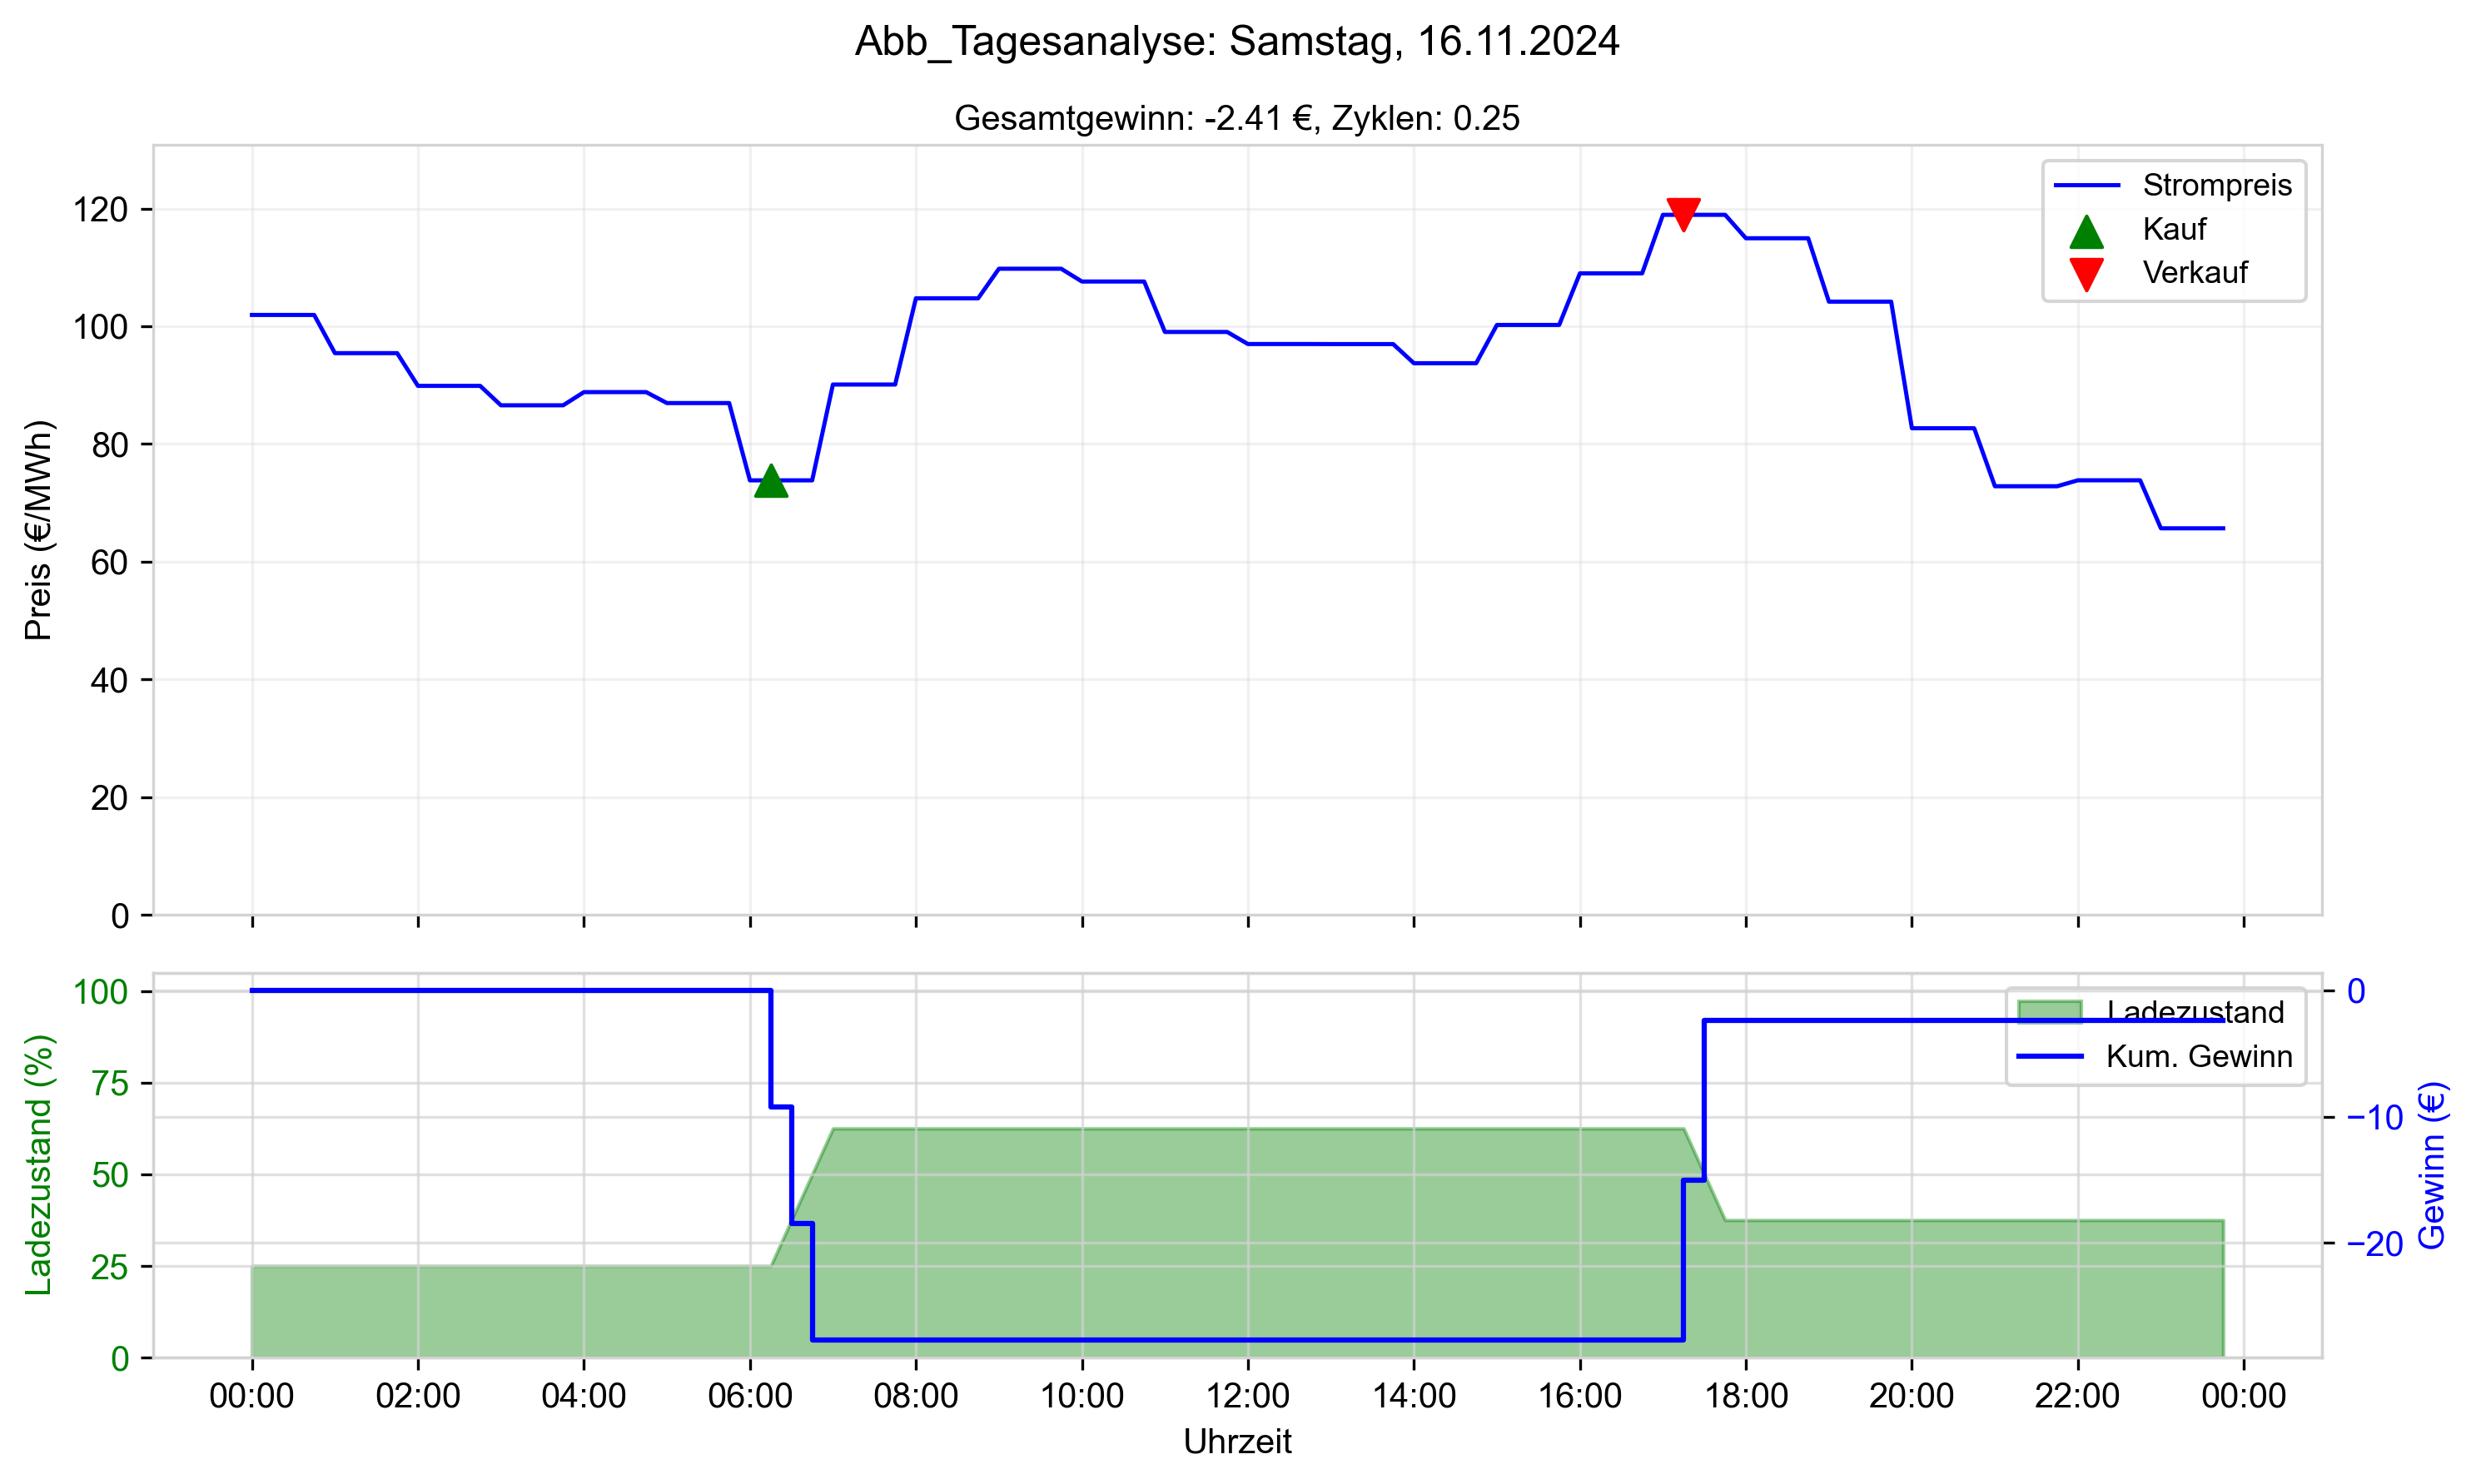 Abb_Tagesanalyse: Samstag, 16.11.2024
Gesamtgewinn: -2.41 €, Zyklen: 0.25
Preis (€/MWh)
120
100
80
60
40
20
0
Strompreis
Kauf
Verkauf
Ladezustand (%)
100
75
50
25
0
Ladezustand
Kum. Gewinn
0
−10
−20
Gewinn (€)
00:00 02:00 04:00 06:00 08:00 10:00 12:00 14:00 16:00 18:00 20:00 22:00 00:00
Uhrzeit